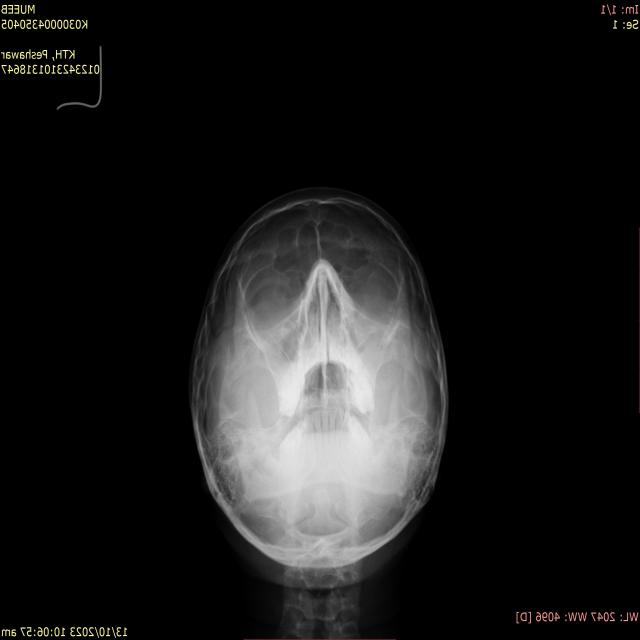 MUEEB
K03000004350405
KTH, Peshawar
0123423101318647
Im: 1/1
Se: 1
WL: 2047 WW: 4096 [D]
13/10/2023 10:06:57 am